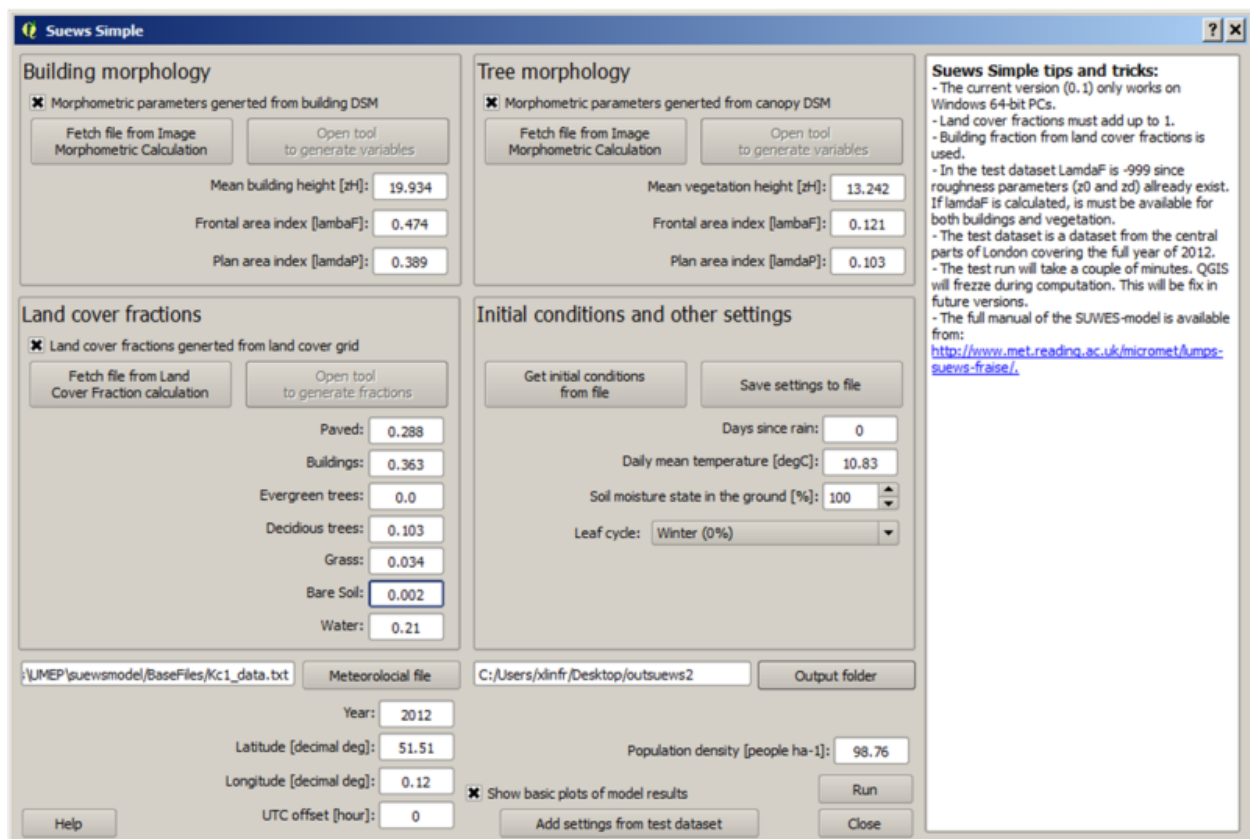 Suews Simple
Building morphology
Morphometric parameters generted from building DSM
Fetch file from Image
Morphometric Calculation
Open tool
to generate variables
Mean building height [zH]: 19.934
Frontal area index [lambaF]: 0.474
Plan area index [lamdaP]: 0.389
Tree morphology
Morphometric parameters generted from canopy DSM
Fetch file from Image
Morphometric Calculation
Open tool
to generate variables
Mean vegetation height [zH]: 13.242
Frontal area index [lambaF]: 0.121
Plan area index [lamdaP]: 0.103
Land cover fractions
Land cover fractions generted from land cover grid
Fetch file from Land
Cover Fraction calculation
Open tool
to generate fractions
Paved: 0.288
Buildings: 0.363
Evergreen trees: 0.0
Decidious trees: 0.103
Grass: 0.034
Bare Soil: 0.002
Water: 0.21
Initial conditions and other settings
Get initial conditions
from file
Save settings to file
Days since rain: 0
Daily mean temperature [degC]: 10.83
Soil moisture state in the ground [%]: 100
Leaf cycle: Winter (0%)
:\UMEP\suewsmodel/BaseFiles/Kc1_data.txt
Meteorolocial file
C:/Users/xlinfr/Desktop/outsuews2
Output folder
Year: 2012
Latitude [decimal deg]: 51.51
Longitude [decimal deg]: 0.12
UTC offset [hour]: 0
Help
Population density [people ha-1]: 98.76
Show basic plots of model results
Run
Add settings from test dataset
Close
Suews Simple tips and tricks:
- The current version (0.1) only works on
Windows 64-bit PCs.
- Land cover fractions must add up to 1.
- Building fraction from land cover fractions is
used.
- In the test dataset LamdaF is -999 since
roughness parameters (z0 and zd) allready exist.
If lamdaF is calculated, is must be available for
both buildings and vegetation.
- The test dataset is a dataset from the central
parts of London covering the full year of 2012.
- The test run will take a couple of minutes. QGIS
will frezze during computation. This will be fix in
future versions.
- The full manual of the SUWES-model is available
from:
http://www.met.reading.ac.uk/micromet/lumps-
suews-fraise/.